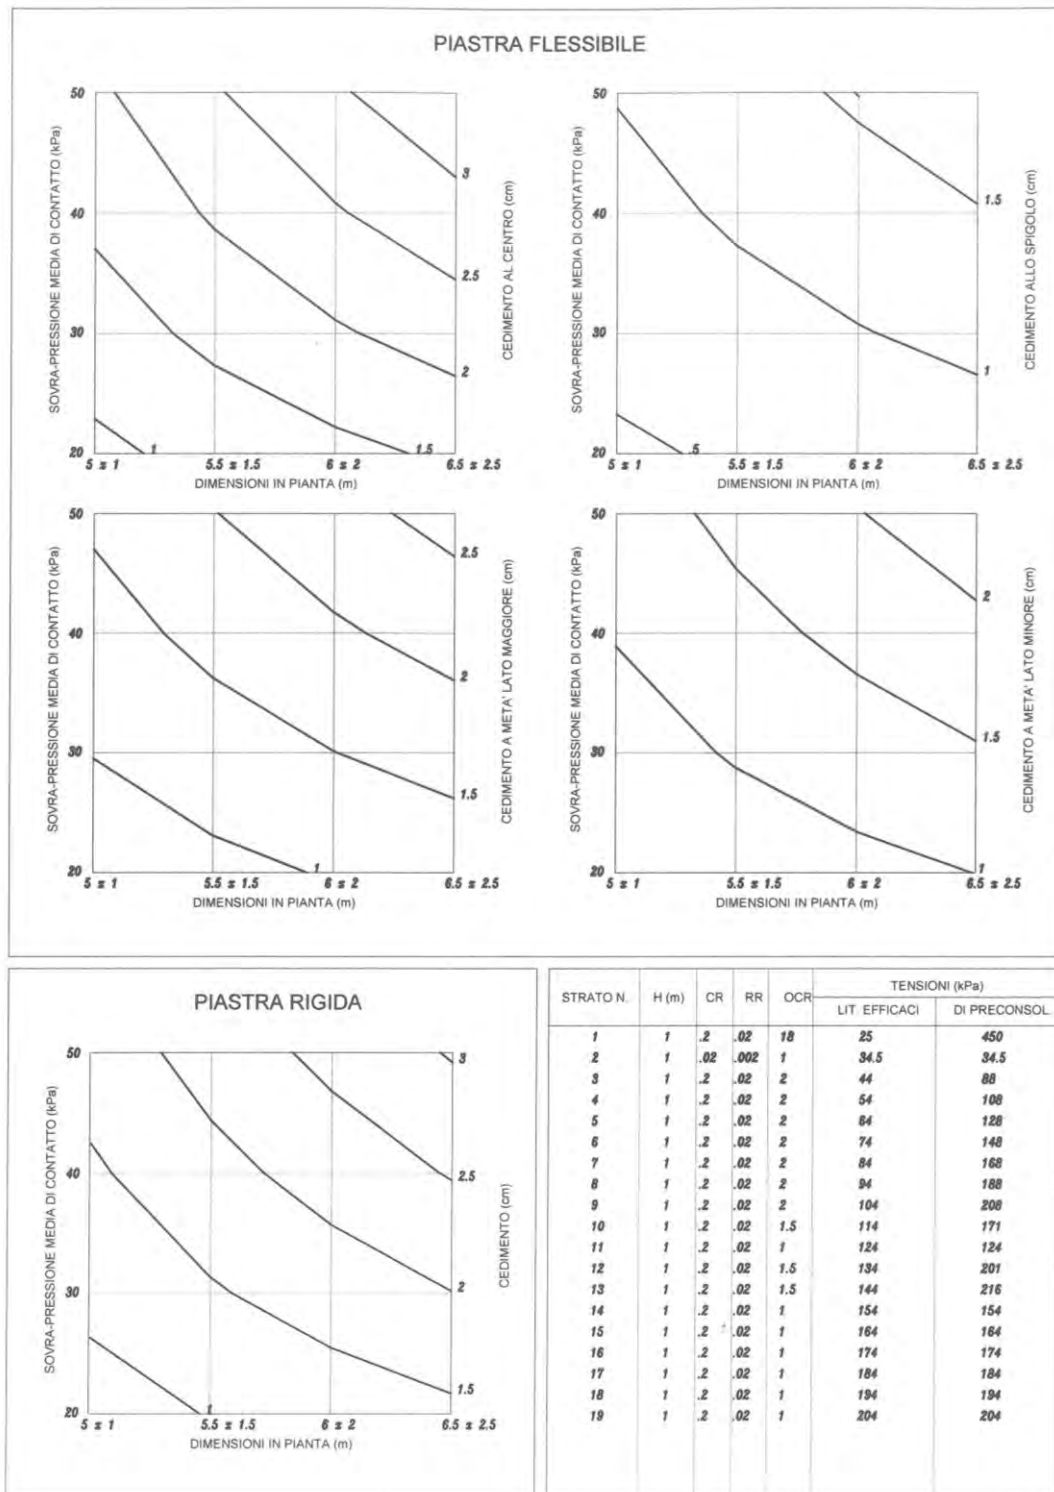 PIASTRA FLESSIBILE
SOVRA-PRESSIONE MEDIA DI CONTATTO (kPa)
50
40
30
20
5 x 1
5.5 x 1.5
6 x 2
6.5 x 2.5
DIMENSIONI IN PIANTA (m)
3
2.5
2
1.5
1
CEDIMENTO AL CENTRO (cm)
SOVRA-PRESSIONE MEDIA DI CONTATTO (kPa)
50
40
30
20
5 x 1
5.5 x 1.5
6 x 2
6.5 x 2.5
DIMENSIONI IN PIANTA (m)
1.5
1
.5
CEDIMENTO ALLO SPIGOLO (cm)
SOVRA-PRESSIONE MEDIA DI CONTATTO (kPa)
50
40
30
20
5 x 1
5.5 x 1.5
6 x 2
6.5 x 2.5
DIMENSIONI IN PIANTA (m)
2.5
2
1.5
1
CEDIMENTO A META' LATO MAGGIORE (cm)
SOVRA-PRESSIONE MEDIA DI CONTATTO (kPa)
50
40
30
20
5 x 1
5.5 x 1.5
6 x 2
6.5 x 2.5
DIMENSIONI IN PIANTA (m)
2
1.5
1
CEDIMENTO A META' LATO MINORE (cm)
PIASTRA RIGIDA
SOVRA-PRESSIONE MEDIA DI CONTATTO (kPa)
50
40
30
20
5 x 1
5.5 x 1.5
6 x 2
6.5 x 2.5
DIMENSIONI IN PIANTA (m)
3
2.5
2
1.5
1
CEDIMENTO (cm)
STRATO N. H (m) CR RR OCR TENSIONI (kPa)
LIT. EFFICACI DI PRECONSOL.
1 1 .2 .02 18 25 450
2 1 .02 .002 1 34.5 34.5
3 1 .2 .02 2 44 88
4 1 .2 .02 2 54 108
5 1 .2 .02 2 64 128
6 1 .2 .02 2 74 148
7 1 .2 .02 2 84 168
8 1 .2 .02 2 94 188
9 1 .2 .02 2 104 208
10 1 .2 .02 1.5 114 171
11 1 .2 .02 1 124 124
12 1 .2 .02 1.5 134 201
13 1 .2 .02 1.5 144 216
14 1 .2 .02 1 154 154
15 1 .2 .02 1 164 164
16 1 .2 .02 1 174 174
17 1 .2 .02 1 184 184
18 1 .2 .02 1 194 194
19 1 .2 .02 1 204 204